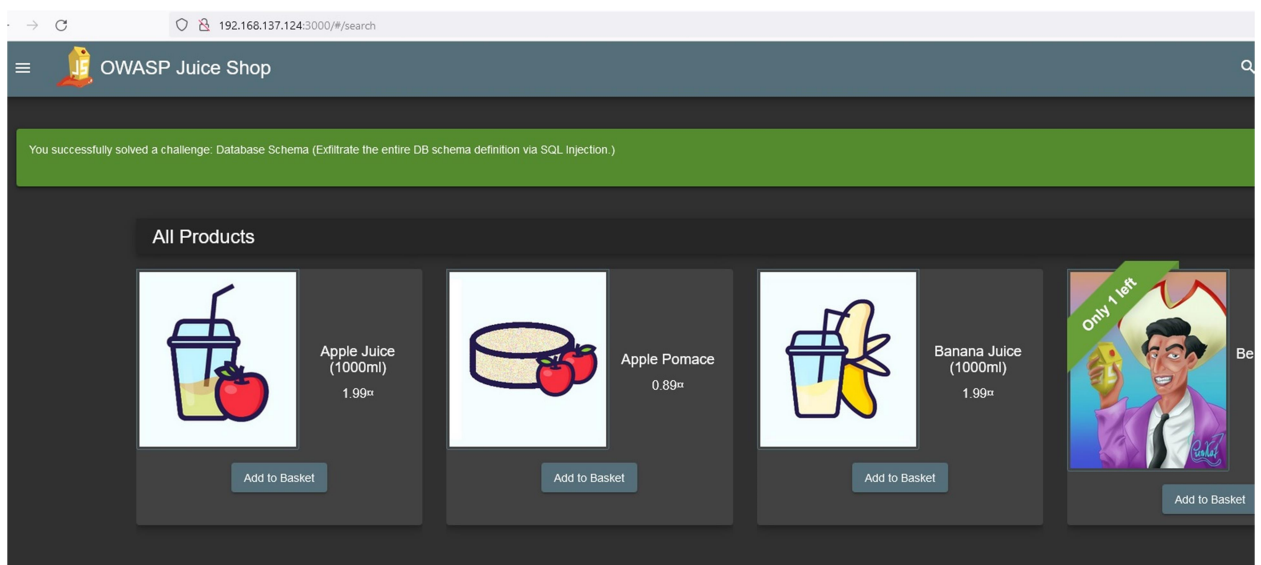 192.168.137.124:3000/#/search
JS
OWASP Juice Shop
You successfully solved a challenge: Database Schema (Exfiltrate the entire DB schema definition via SQL Injection.)
All Products
Apple Juice
(1000ml)
1.99¤
Add to Basket
Apple Pomace
0.89¤
Add to Basket
Banana Juice
(1000ml)
1.99¤
Add to Basket
Only 1 left
Be
Add to Basket